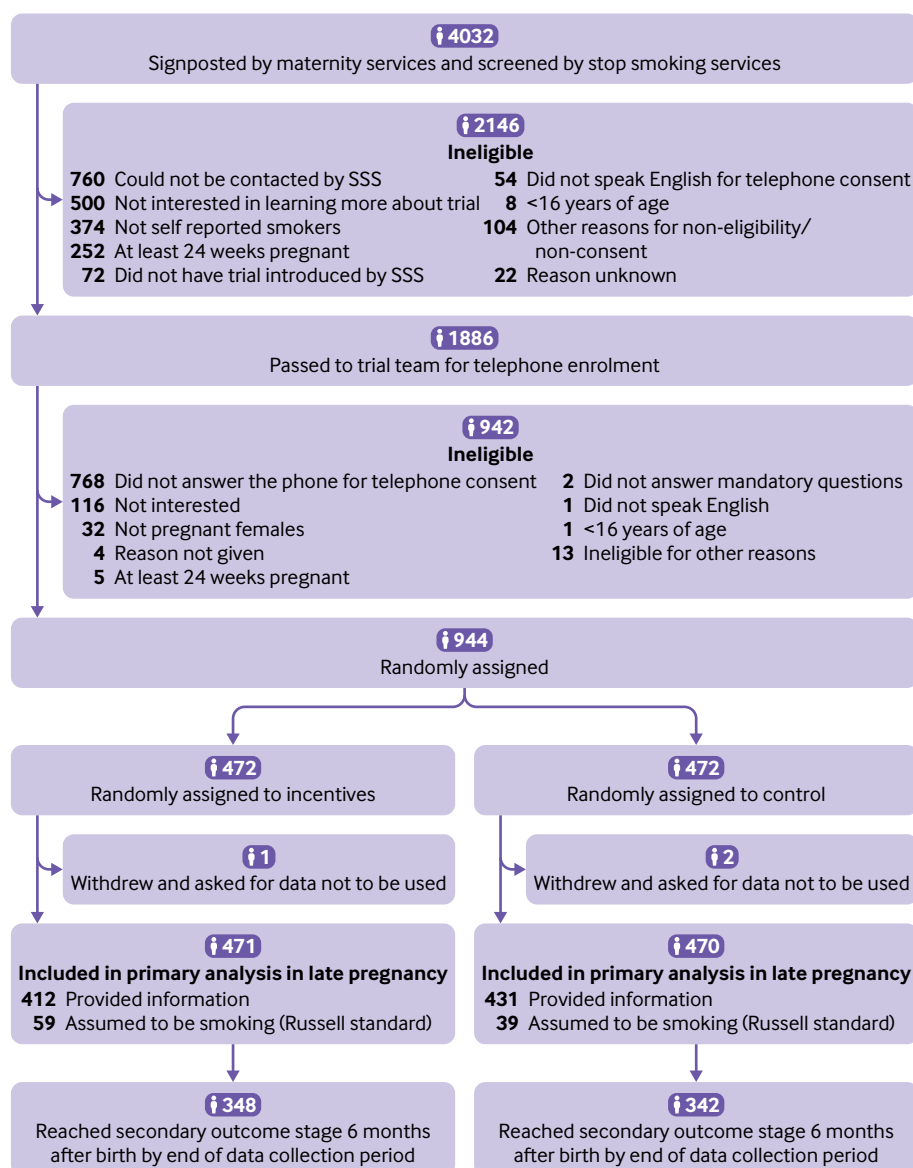 4032
Signposted by maternity services and screened by stop smoking services
2146
Ineligible
760 Could not be contacted by SSS
500 Not interested in learning more about trial
374 Not self reported smokers
252 At least 24 weeks pregnant
72 Did not have trial introduced by SSS
54 Did not speak English for telephone consent
8 <16 years of age
104 Other reasons for non-eligibility/
non-consent
22 Reason unknown
1886
Passed to trial team for telephone enrolment
942
Ineligible
768 Did not answer the phone for telephone consent
116 Not interested
32 Not pregnant females
4 Reason not given
5 At least 24 weeks pregnant
2 Did not answer mandatory questions
1 Did not speak English
1 <16 years of age
13 Ineligible for other reasons
944
Randomly assigned
472
Randomly assigned to incentives
1
Withdrew and asked for data not to be used
471
Included in primary analysis in late pregnancy
412 Provided information
59 Assumed to be smoking (Russell standard)
348
Reached secondary outcome stage 6 months
after birth by end of data collection period
472
Randomly assigned to control
2
Withdrew and asked for data not to be used
470
Included in primary analysis in late pregnancy
431 Provided information
39 Assumed to be smoking (Russell standard)
342
Reached secondary outcome stage 6 months
after birth by end of data collection period